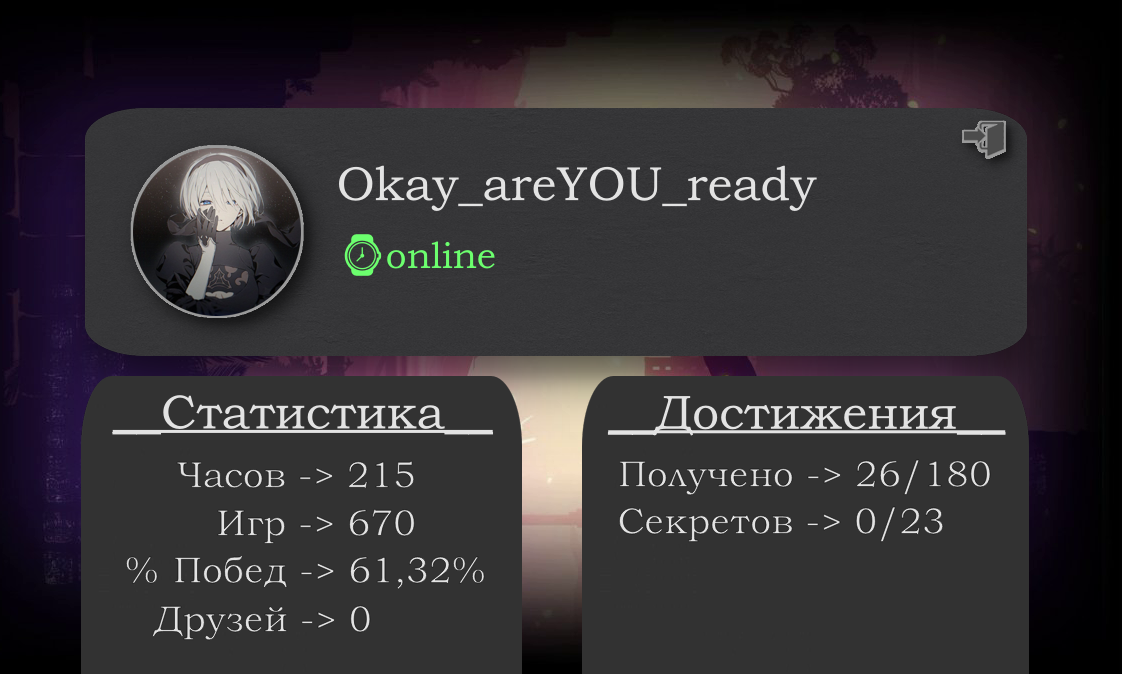 Okay_areYOU_ready
online
__Статистика__
Часов -> 215
Игр -> 670
% Побед -> 61,32%
Друзей -> 0
__Достижения__
Получено -> 26/180
Секретов -> 0/23